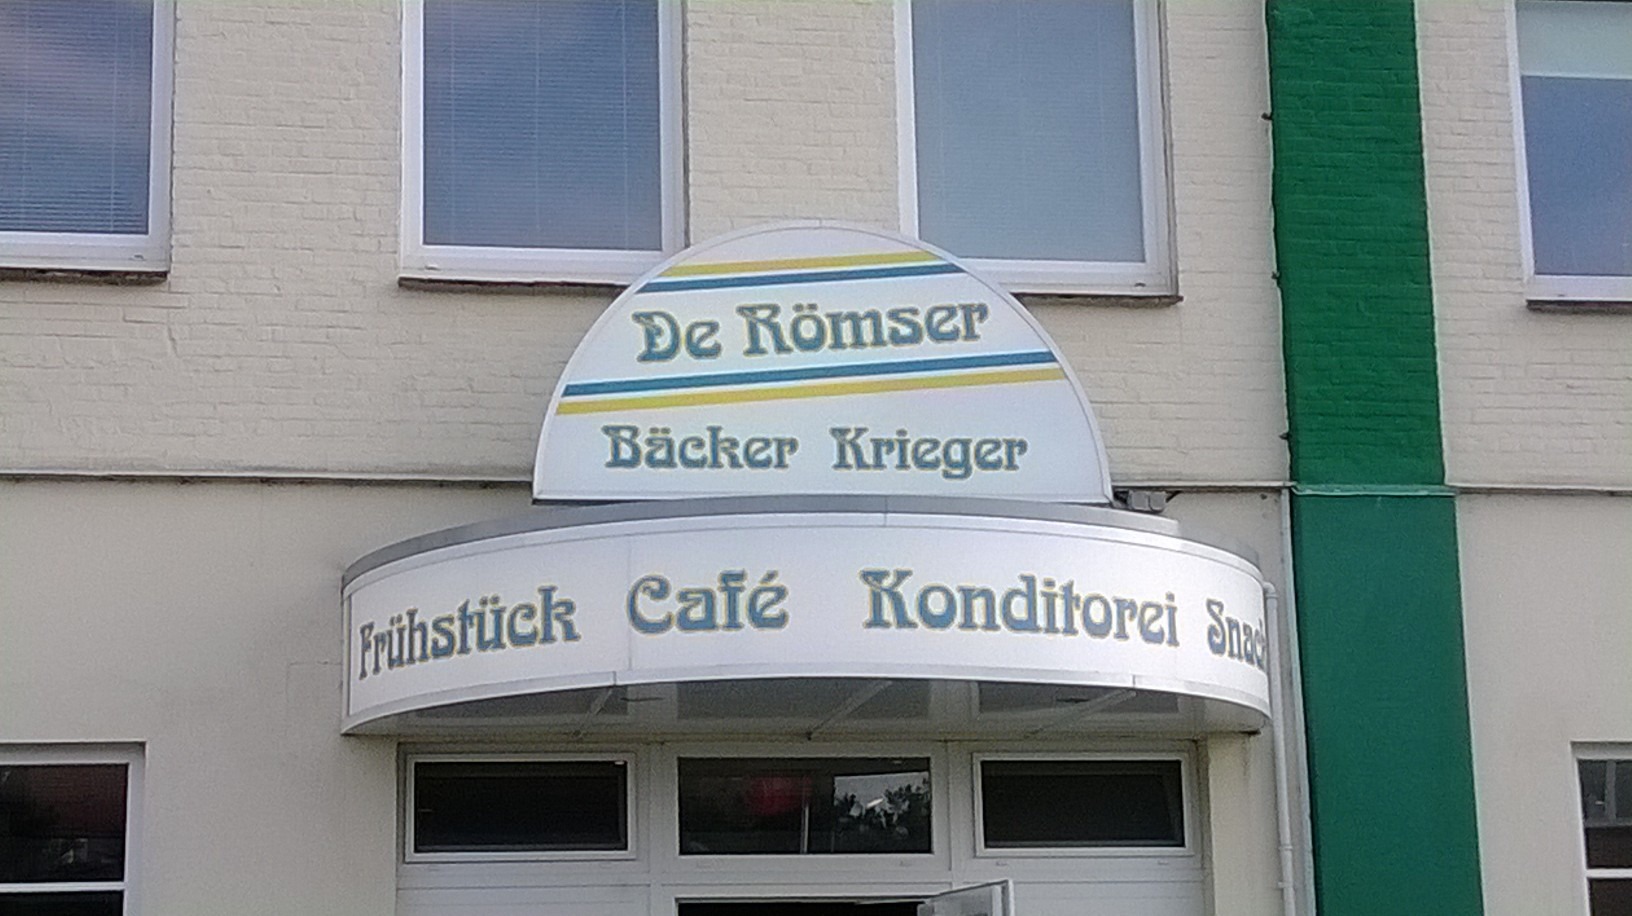 De Römser
Bäcker Krieger
Frühstück Café Konditorei